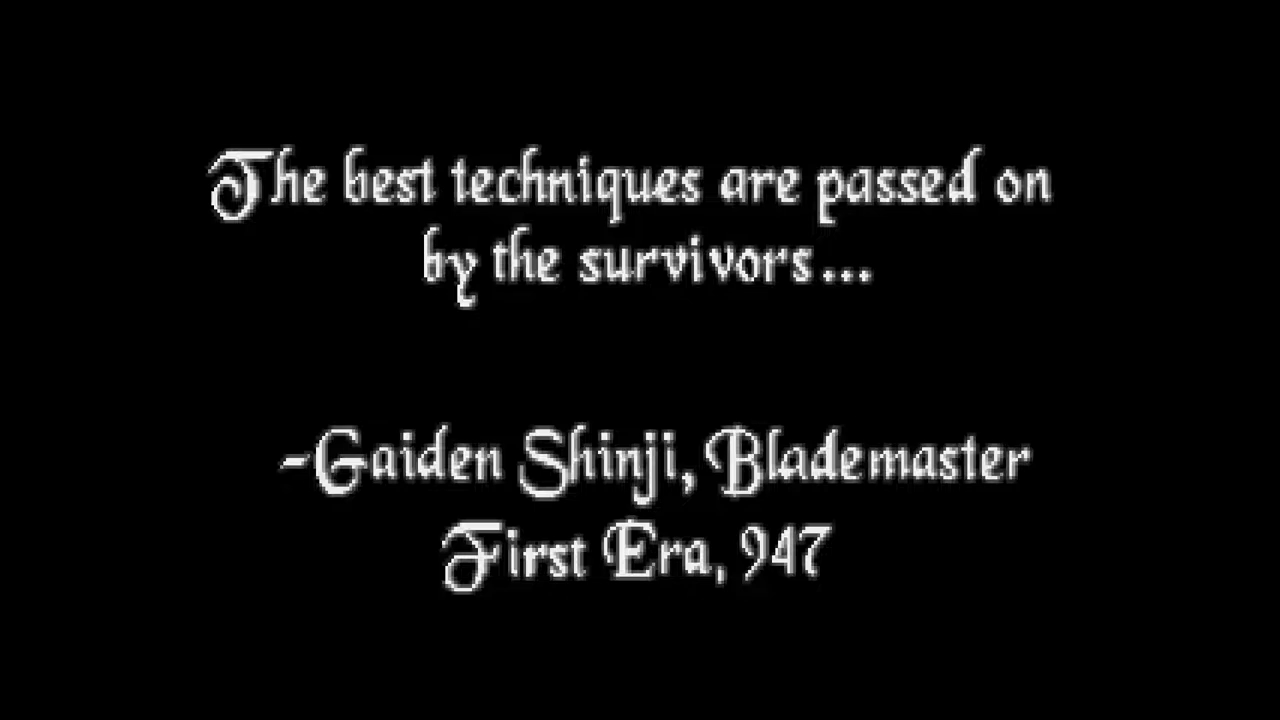 The best techniques are passed on
by the survivors...
-Gaiden Shinji, Blademaster
First Era, 947